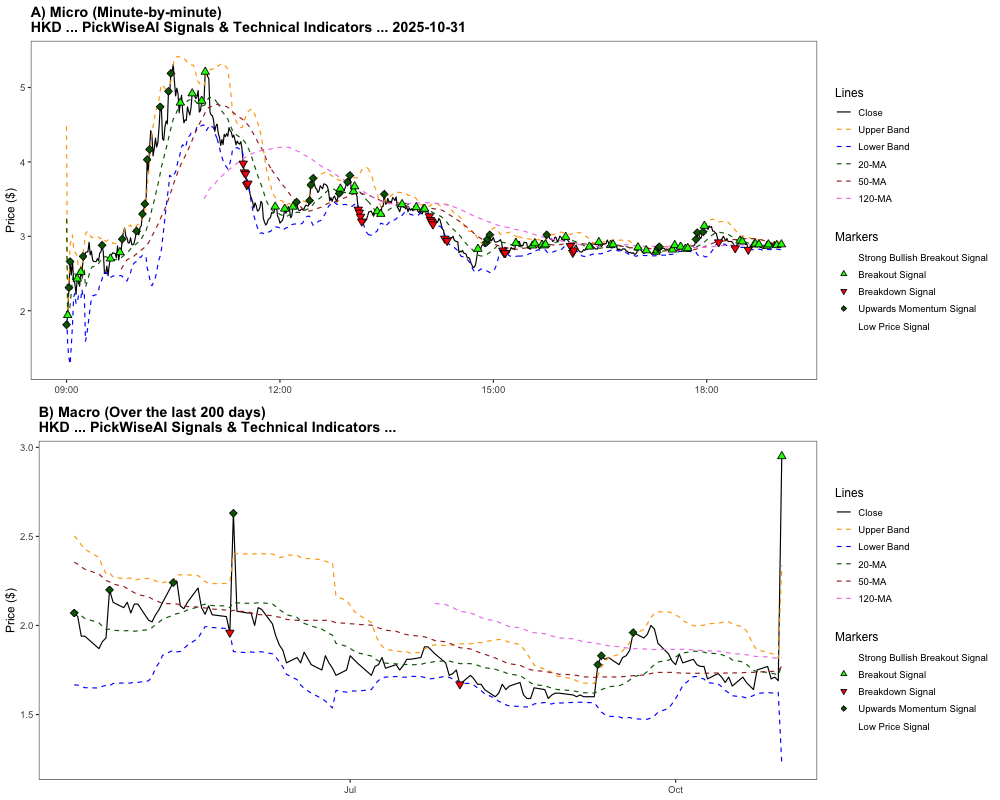 A) Micro (Minute-by-minute)
HKD ... PickWiseAI Signals & Technical Indicators ... 2025-10-31
Price ($)
5
4
3
2
09:00
12:00
15:00
18:00
Lines
Close
Upper Band
Lower Band
20-MA
50-MA
120-MA
Markers
Strong Bullish Breakout Signal
Breakout Signal
Breakdown Signal
Upwards Momentum Signal
Low Price Signal
B) Macro (Over the last 200 days)
HKD ... PickWiseAI Signals & Technical Indicators ...
Price ($)
3.0
2.5
2.0
1.5
Jul
Oct
Lines
Close
Upper Band
Lower Band
20-MA
50-MA
120-MA
Markers
Strong Bullish Breakout Signal
Breakout Signal
Breakdown Signal
Upwards Momentum Signal
Low Price Signal